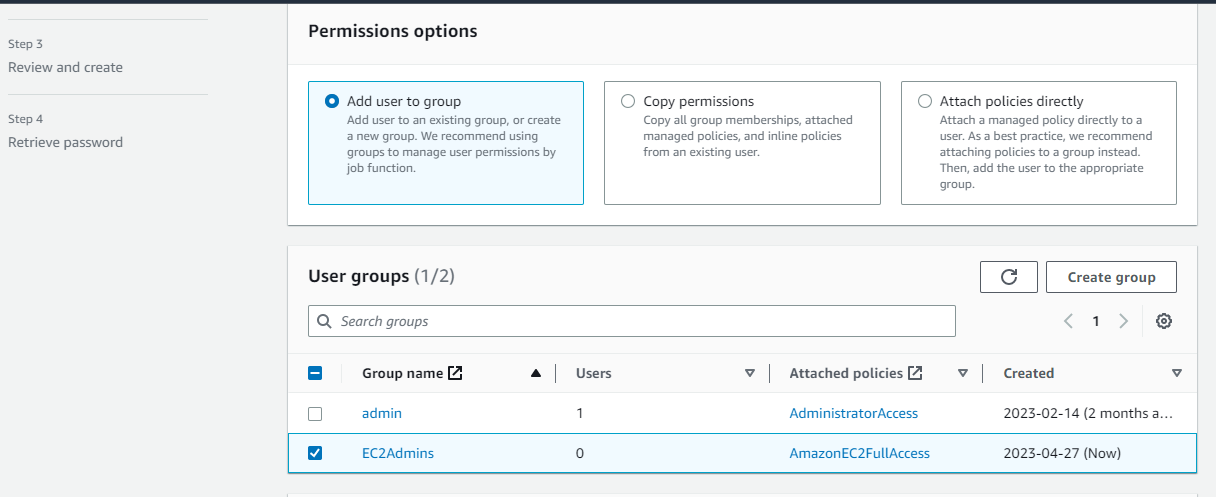 Step 3
Review and create
Step 4
Retrieve password
Permissions options
Add user to group
Add user to an existing group, or create
a new group. We recommend using
groups to manage user permissions by
job function.
Copy permissions
Copy all group memberships, attached
managed policies, and inline policies
from an existing user.
Attach policies directly
Attach a managed policy directly to a
user. As a best practice, we recommend
attaching policies to a group instead.
Then, add the user to the appropriate
group.
User groups (1/2)
Create group
Search groups
1
Group name Users Attached policies Created
admin 1 AdministratorAccess 2023-02-14 (2 months a...
EC2Admins 0 AmazonEC2FullAccess 2023-04-27 (Now)